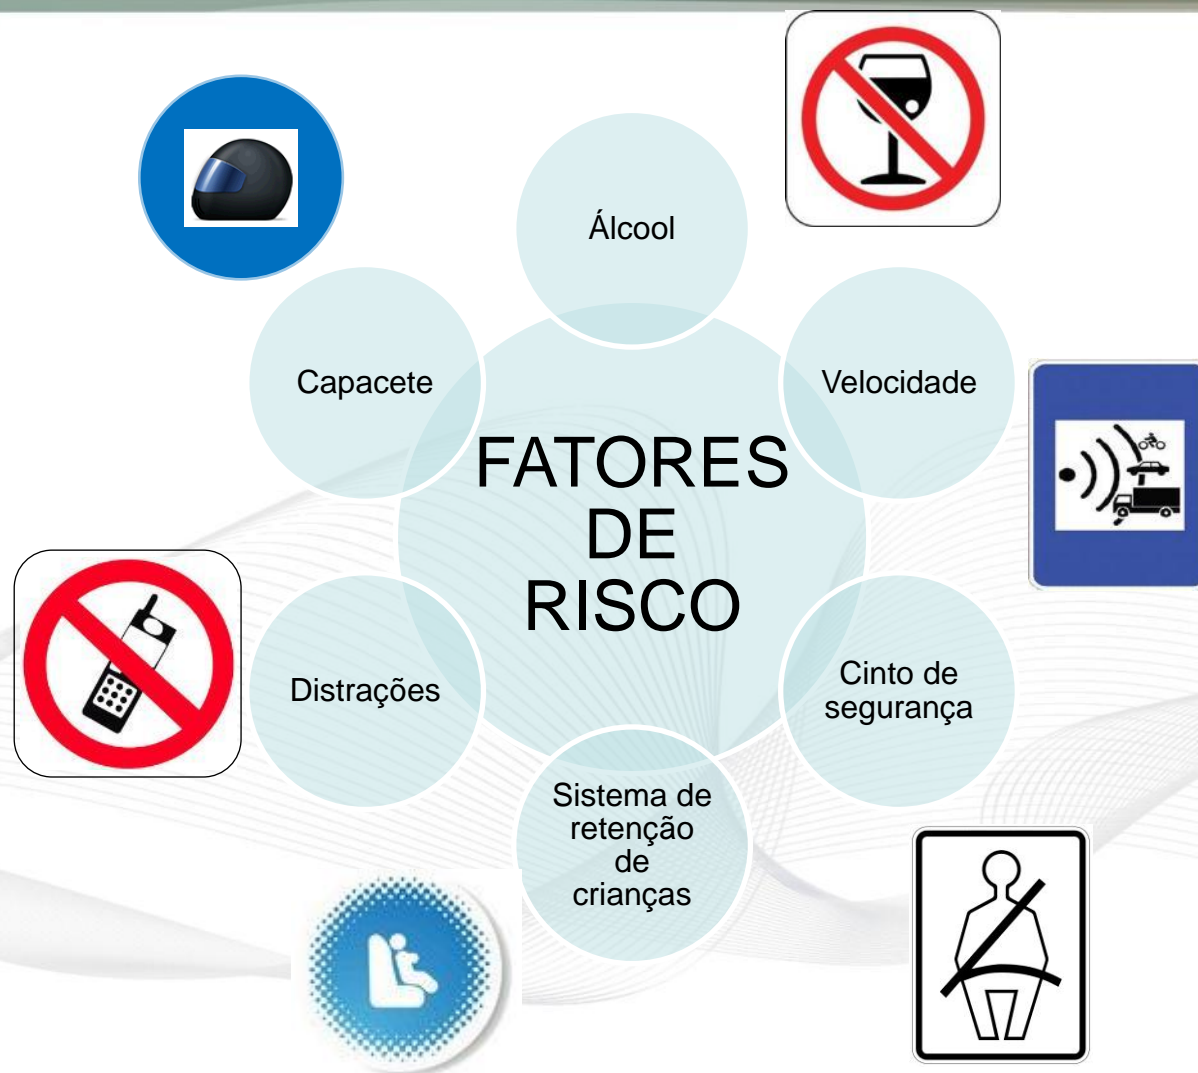 Álcool
Capacete
Velocidade
FATORES
DE
RISCO
Distrações
Cinto de
segurança
Sistema de
retenção
de
crianças